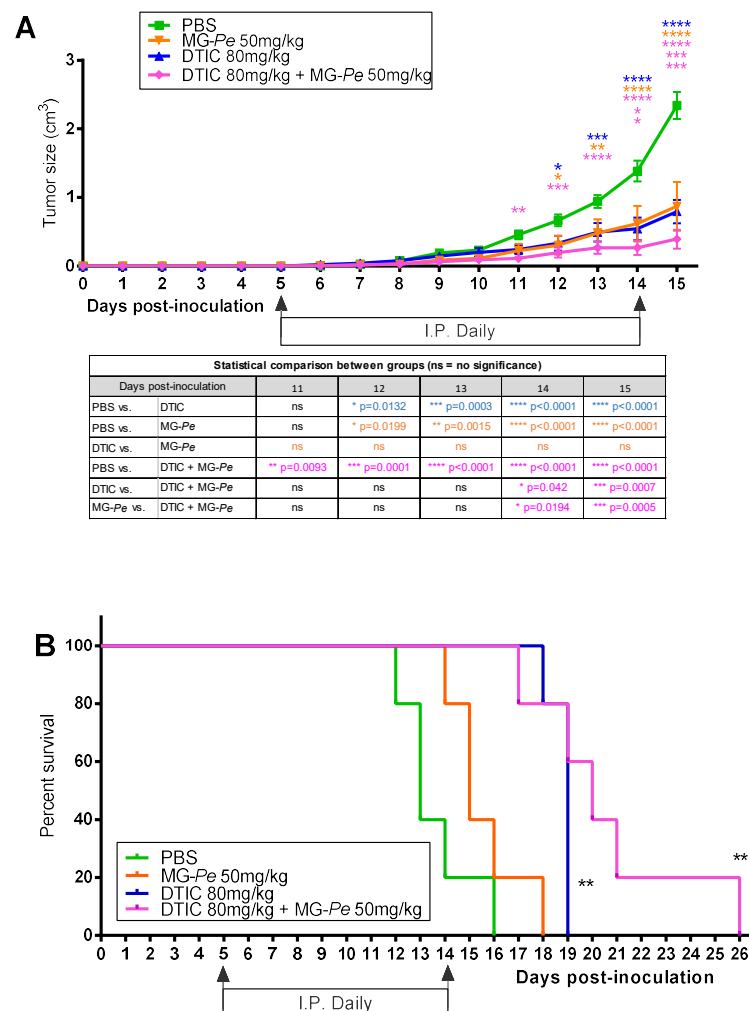 A
PBS
MG-Pe 50mg/kg
DTIC 80mg/kg
DTIC 80mg/kg + MG-Pe 50mg/kg
****
****
****
***
***
****
****
****
*
*
***
**
****
*
*
***
**
3
2
1
0
Tumor size (cm3)
0 1 2 3 4 5 6 7 8 9 10 11 12 13 14 15
Days post-inoculation
I.P. Daily
Statistical comparison between groups (ns = no significance)
Days post-inoculation 11 12 13 14 15
PBS vs. DTIC ns * p=0.0132 *** p=0.0003 **** p<0.0001 **** p<0.0001
PBS vs. MG-Pe ns * p=0.0199 ** p=0.0015 **** p<0.0001 **** p<0.0001
DTIC vs. MG-Pe ns ns ns ns ns
PBS vs. DTIC + MG-Pe ** p=0.0093 *** p=0.0001 **** p<0.0001 **** p<0.0001 **** p<0.0001
DTIC vs. DTIC + MG-Pe ns ns ns * p=0.042 *** p=0.0007
MG-Pe vs. DTIC + MG-Pe ns ns ns * p=0.0194 *** p=0.0005
B
100
80
60
40
20
0
Percent survival
PBS
MG-Pe 50mg/kg
DTIC 80mg/kg
DTIC 80mg/kg + MG-Pe 50mg/kg
**
**
0 1 2 3 4 5 6 7 8 9 10 11 12 13 14 15 16 17 18 19 20 21 22 23 24 25 26
Days post-inoculation
I.P. Daily